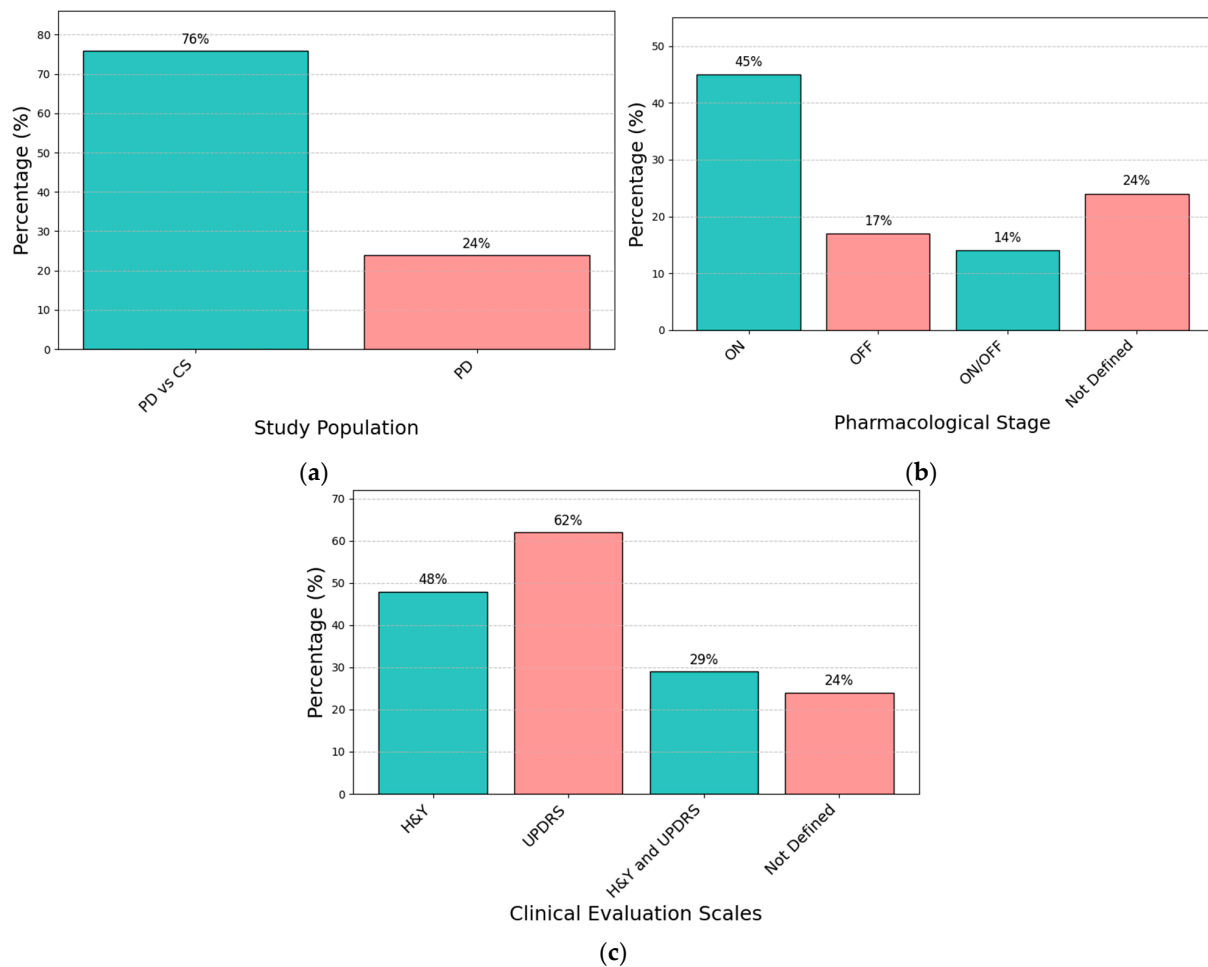 80
70
60
50
40
30
20
10
0
Percentage (%)
76%
24%
PD vs CS
PD
Study Population
(a)
50
40
30
20
10
0
Percentage (%)
45%
17%
14%
24%
ON
OFF
ON/OFF
Not Defined
Pharmacological Stage
(b)
70
60
50
40
30
20
10
0
Percentage (%)
48%
62%
29%
24%
H&Y
UPDRS
H&Y and UPDRS
Not Defined
Clinical Evaluation Scales
(c)